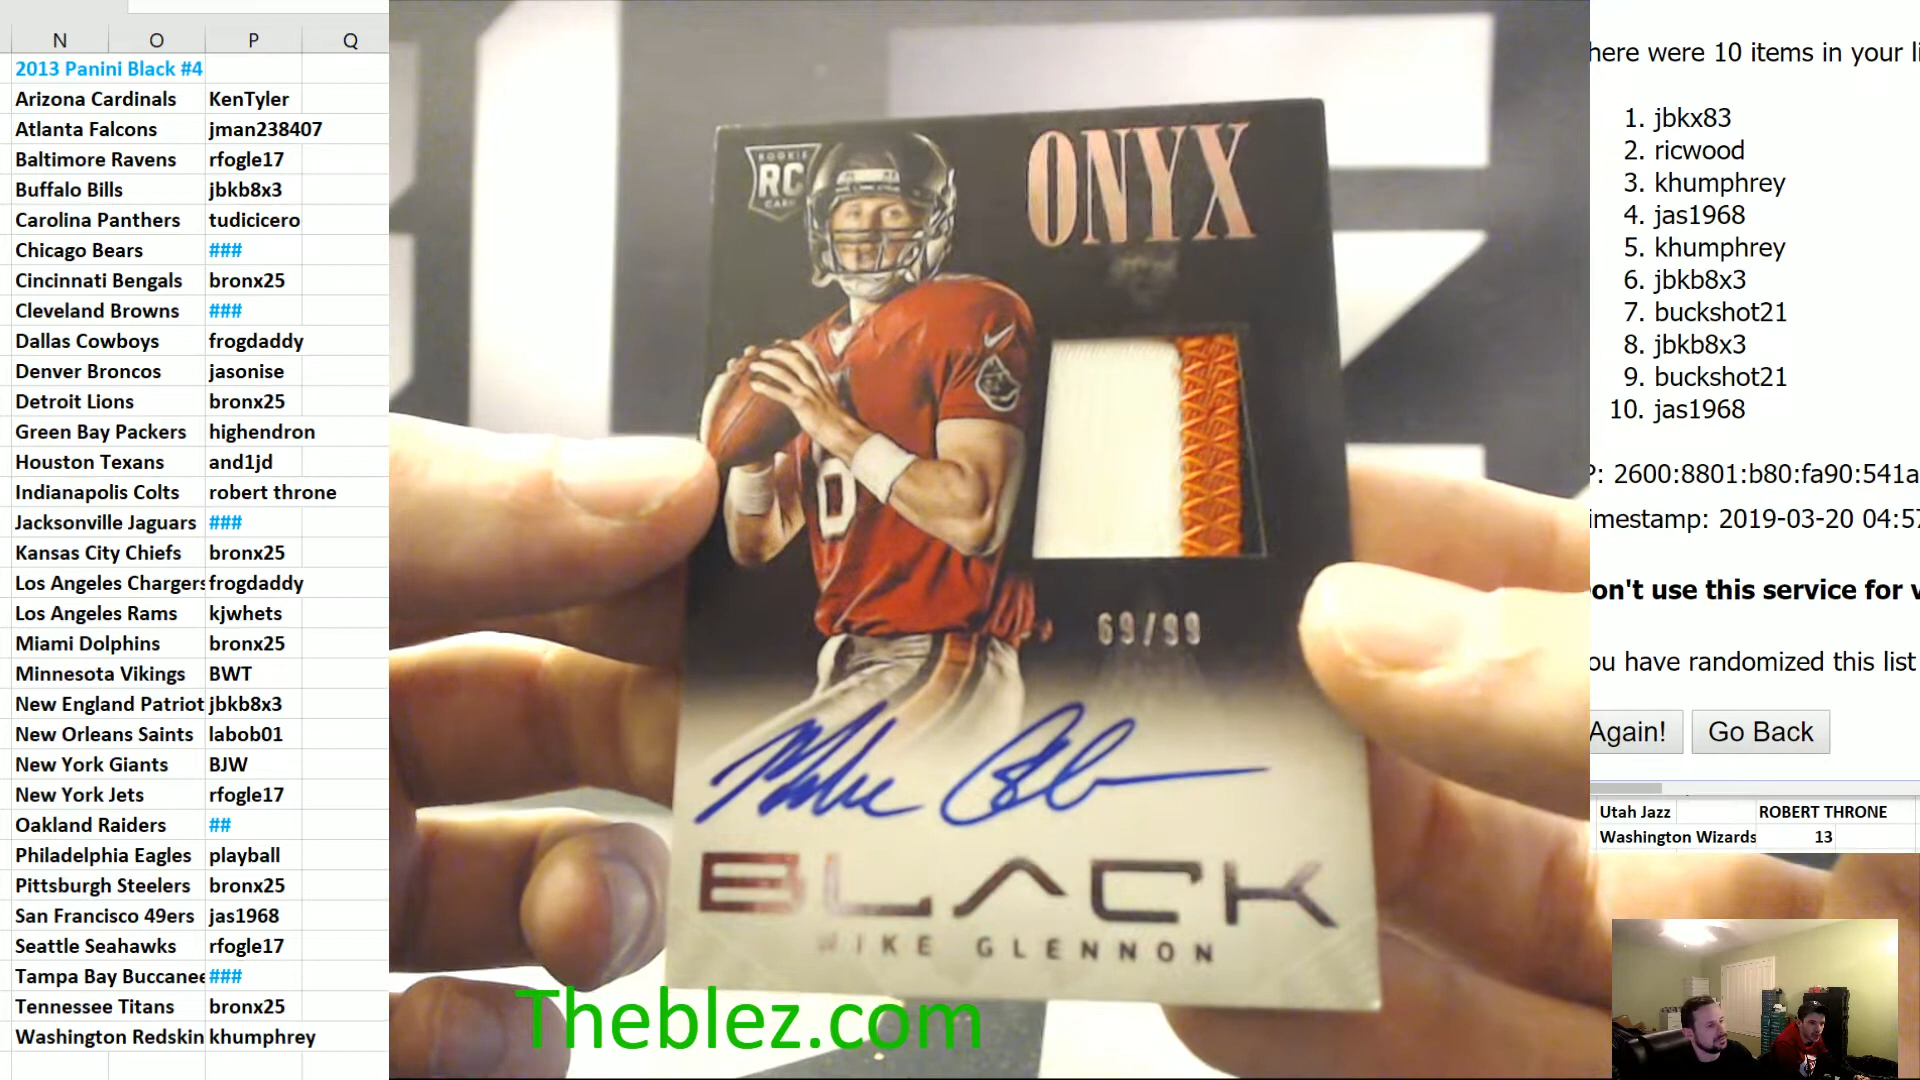 N O P Q
2013 Panini Black #4
Arizona Cardinals KenTyler
Atlanta Falcons jman238407
Baltimore Ravens rfogle17
Buffalo Bills jbkb8x3
Carolina Panthers tudicicero
Chicago Bears ###
Cincinnati Bengals bronx25
Cleveland Browns ###
Dallas Cowboys frogdaddy
Denver Broncos jasonise
Detroit Lions bronx25
Green Bay Packers highendron
Houston Texans and1jd
Indianapolis Colts robert throne
Jacksonville Jaguars ###
Kansas City Chiefs bronx25
Los Angeles Chargers frogdaddy
Los Angeles Rams kjwhets
Miami Dolphins bronx25
Minnesota Vikings BWT
New England Patriot jbkb8x3
New Orleans Saints labob01
New York Giants BJW
New York Jets rfogle17
Oakland Raiders ##
Philadelphia Eagles playball
Pittsburgh Steelers bronx25
San Francisco 49ers jas1968
Seattle Seahawks rfogle17
Tampa Bay Buccanee ###
Tennessee Titans bronx25
Washington Redskin khumphrey
ROOKIE
RC
CARD
ONYX
8
69/99
Mike Gl
BLACK
MIKE GLENNON
Theblez.com
here were 10 items in your li
1. jbkx83
2. ricwood
3. khumphrey
4. jas1968
5. khumphrey
6. jbkb8x3
7. buckshot21
8. jbkb8x3
9. buckshot21
10. jas1968
P: 2600:8801:b80:fa90:541a
imestamp: 2019-03-20 04:57
on't use this service for v
ou have randomized this list
Again! Go Back
Utah Jazz ROBERT THRONE
Washington Wizards 13